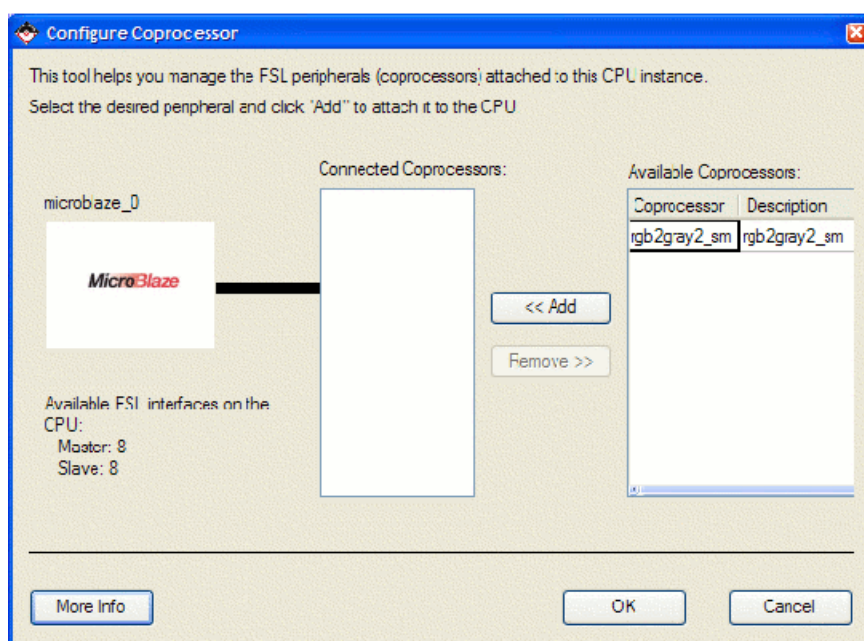 Configure Coprocessor
This tool helps you manage the FSL peripherals (coprocessors) attached to this CPU instance.
Select the desired peripheral and click "Add" to attach it to the CPU
Connected Coprocessors:
Available Coprocessors:
microbaze_0
Coprocessor Description
rgb2gray2_sm rgb2gray2_sm
MicroBlaze
<< Add
Remove >>
Available FSL interfaces on the
CPU:
Master: 8
Slave: 8
More Info
OK
Cancel